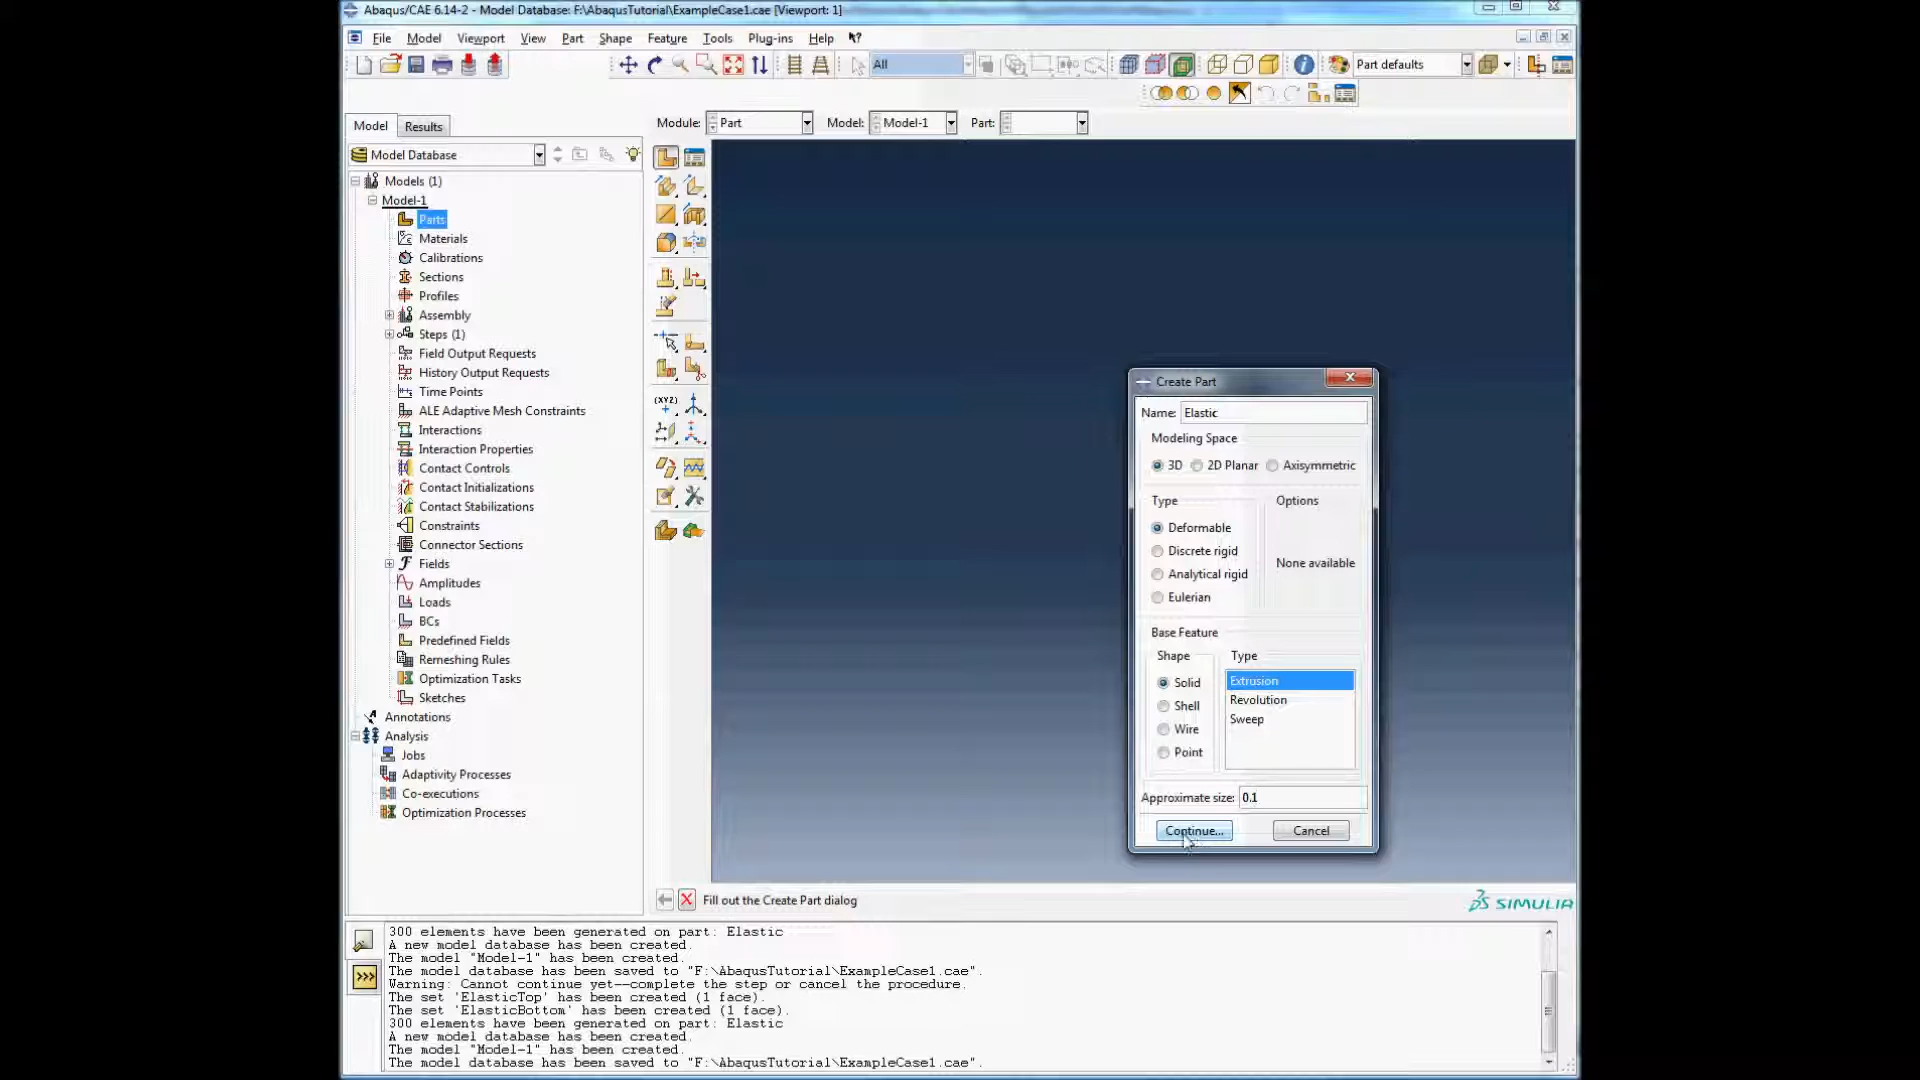 Abaqus/CAE 6.14-2 - Model Database: F:\AbaqusTutorial\ExampleCase1.cae [Viewport: 1]
File Model Viewport View Part Shape Feature Tools Plug-ins Help
All
Part defaults
Module: Part Model: Model-1 Part:
Model Results
Model Database
Models (1)
Model-1
Parts
Materials
Calibrations
Sections
Profiles
Assembly
Steps (1)
Field Output Requests
History Output Requests
Time Points
ALE Adaptive Mesh Constraints
Interactions
Interaction Properties
Contact Controls
Contact Initializations
Contact Stabilizations
Constraints
Connector Sections
Fields
Amplitudes
Loads
BCs
Predefined Fields
Remeshing Rules
Optimization Tasks
Sketches
Annotations
Analysis
Jobs
Adaptivity Processes
Co-executions
Optimization Processes
(XYZ)
Create Part
Name: Elastic
Modeling Space
3D 2D Planar Axisymmetric
Type Options
Deformable
Discrete rigid
Analytical rigid
Eulerian
None available
Base Feature
Shape Type
Solid
Shell
Wire
Point
Extrusion
Revolution
Sweep
Approximate size: 0.1
Continue... Cancel
Fill out the Create Part dialog
SIMULIA
300 elements have been generated on part: Elastic
A new model database has been created.
The model "Model-1" has been created.
The model database has been saved to "F:\AbaqusTutorial\ExampleCase1.cae".
Warning: Cannot continue yet--complete the step or cancel the procedure.
The set 'ElasticTop' has been created (1 face).
The set 'ElasticBottom' has been created (1 face).
300 elements have been generated on part: Elastic
A new model database has been created.
The model "Model-1" has been created.
The model database has been saved to "F:\AbaqusTutorial\ExampleCase1.cae".